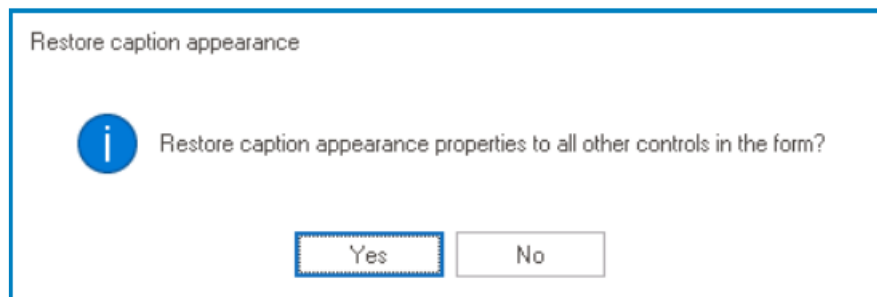 Restore caption appearance
Restore caption appearance properties to all other controls in the form?
Yes No